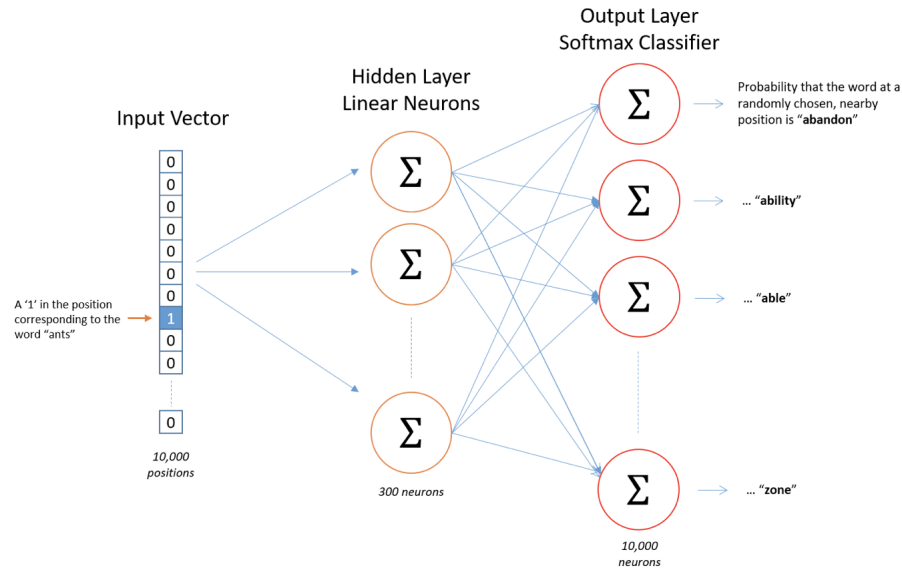 Output Layer
Softmax Classifier
Hidden Layer
Linear Neurons
Input Vector
0
0
0
0
0
0
0
1
0
0
0
A ‘1’ in the position
corresponding to the
word “ants”
10,000
positions
Σ
Σ
Σ
300 neurons
Σ
Σ
Σ
Σ
10,000
neurons
Probability that the word at a
randomly chosen, nearby
position is “abandon”
... “ability”
... “able”
... “zone”